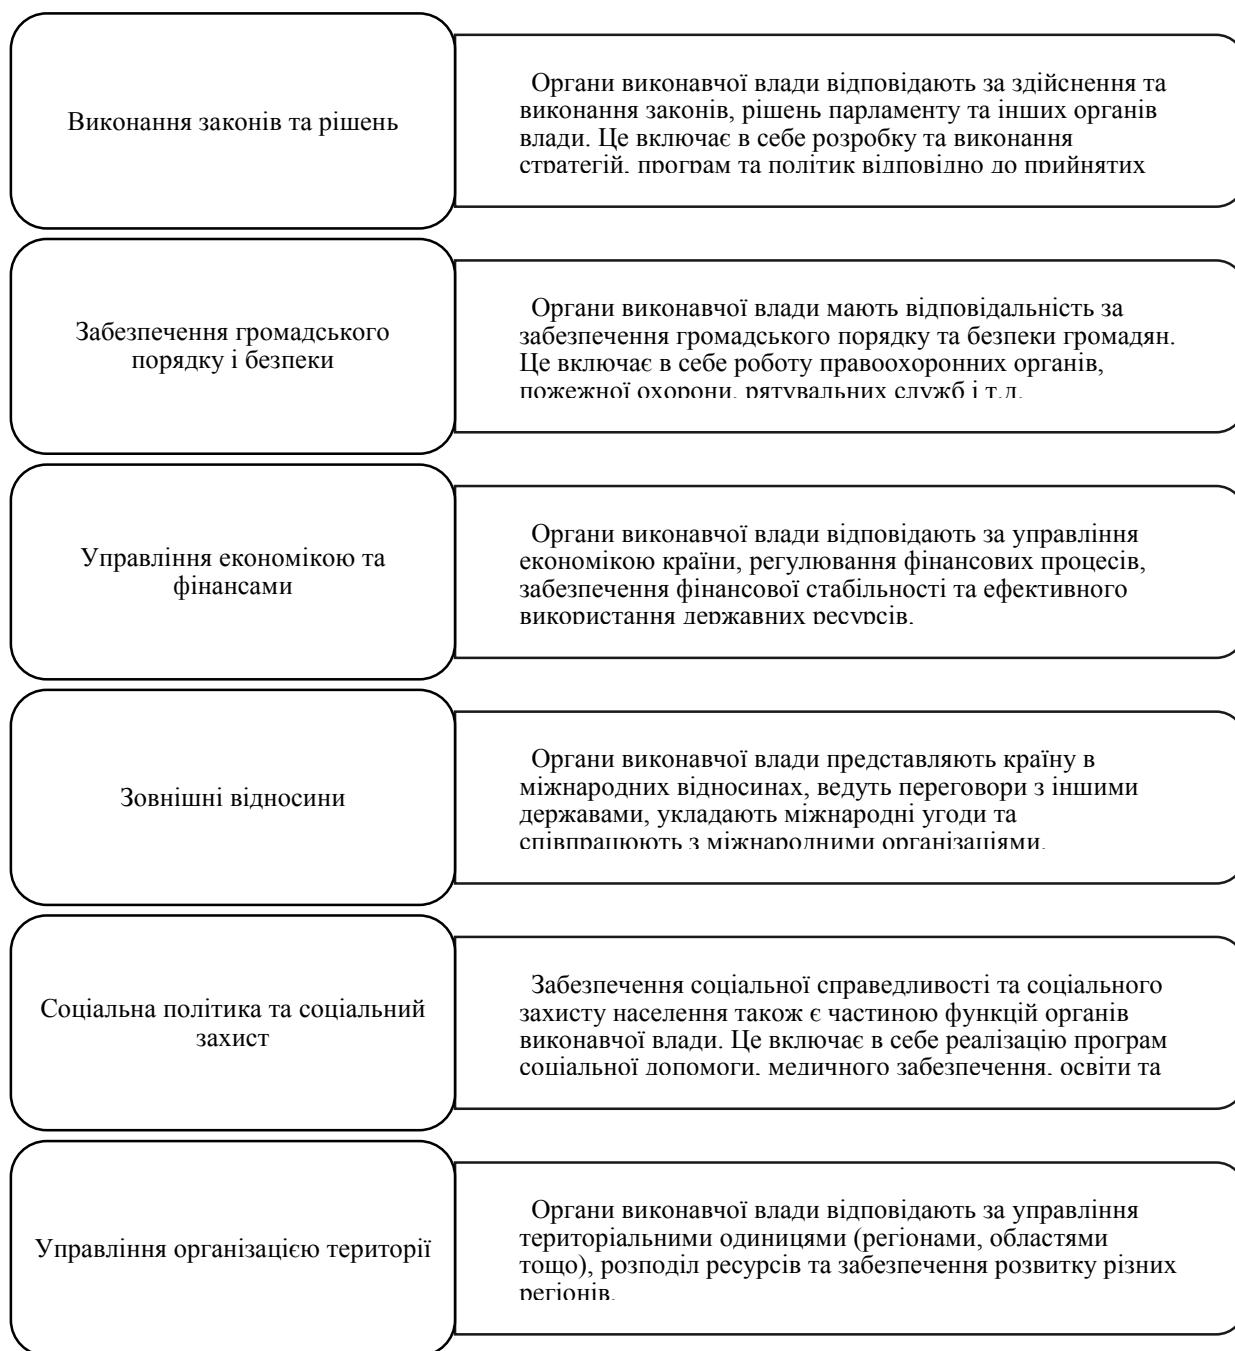 Виконання законів та рішень
Органи виконавчої влади відповідають за здійснення та
виконання законів, рішень парламенту та інших органів
влади. Це включає в себе розробку та виконання
стратегій, програм та політик відповідно до прийнятих
Забезпечення громадського
порядку і безпеки
Органи виконавчої влади мають відповідальність за
забезпечення громадського порядку та безпеки громадян.
Це включає в себе роботу правоохоронних органів,
пожежної охорони, рятувальних служб і т.д.
Управління економікою та
фінансами
Органи виконавчої влади відповідають за управління
економікою країни, регулювання фінансових процесів,
забезпечення фінансової стабільності та ефективного
використання державних ресурсів.
Зовнішні відносини
Органи виконавчої влади представляють країну в
міжнародних відносинах, ведуть переговори з іншими
державами, укладають міжнародні угоди та
співпрацюють з міжнародними організаціями.
Соціальна політика та соціальний
захист
Забезпечення соціальної справедливості та соціального
захисту населення також є частиною функцій органів
виконавчої влади. Це включає в себе реалізацію програм
соціальної допомоги, медичного забезпечення, освіти та
Управління організацією території
Органи виконавчої влади відповідають за управління
територіальними одиницями (регіонами, областями
тощо), розподіл ресурсів та забезпечення розвитку різних
регіонів.